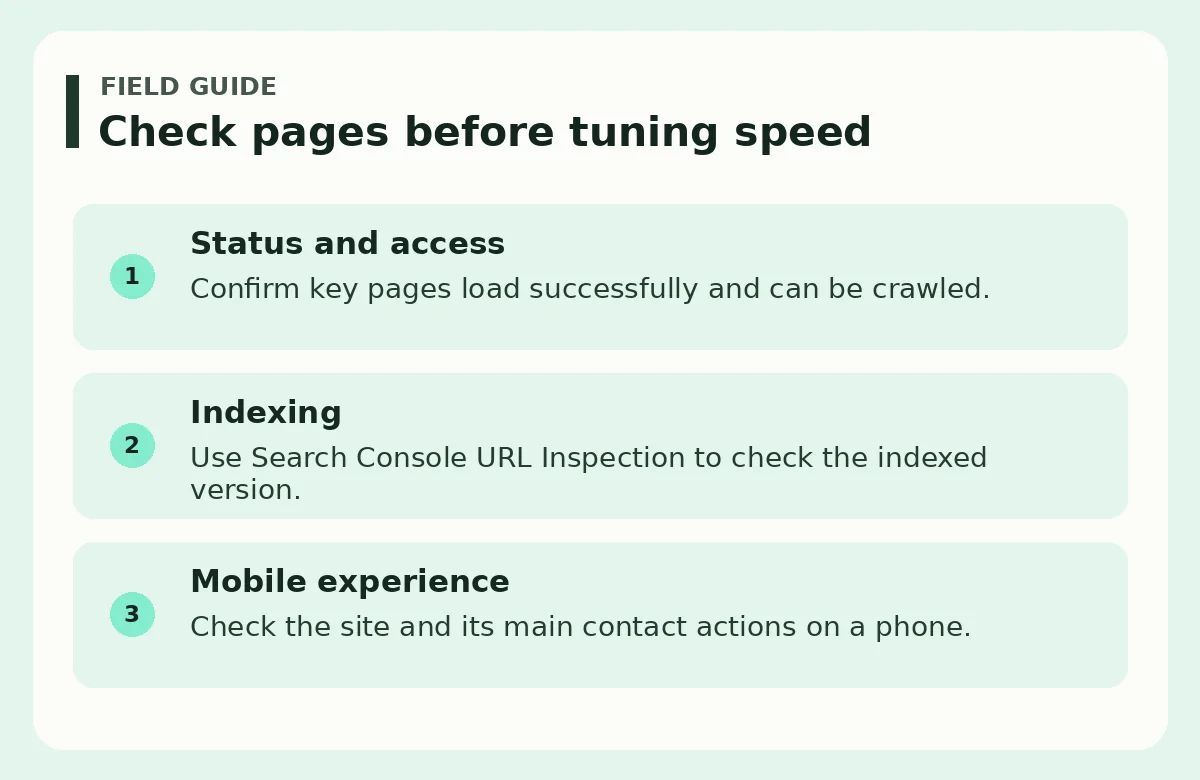 FIELD GUIDE
Check pages before tuning speed
1
Status and access
Confirm key pages load successfully and can be crawled.
2
Indexing
Use Search Console URL Inspection to check the indexed
version.
3
Mobile experience
Check the site and its main contact actions on a phone.